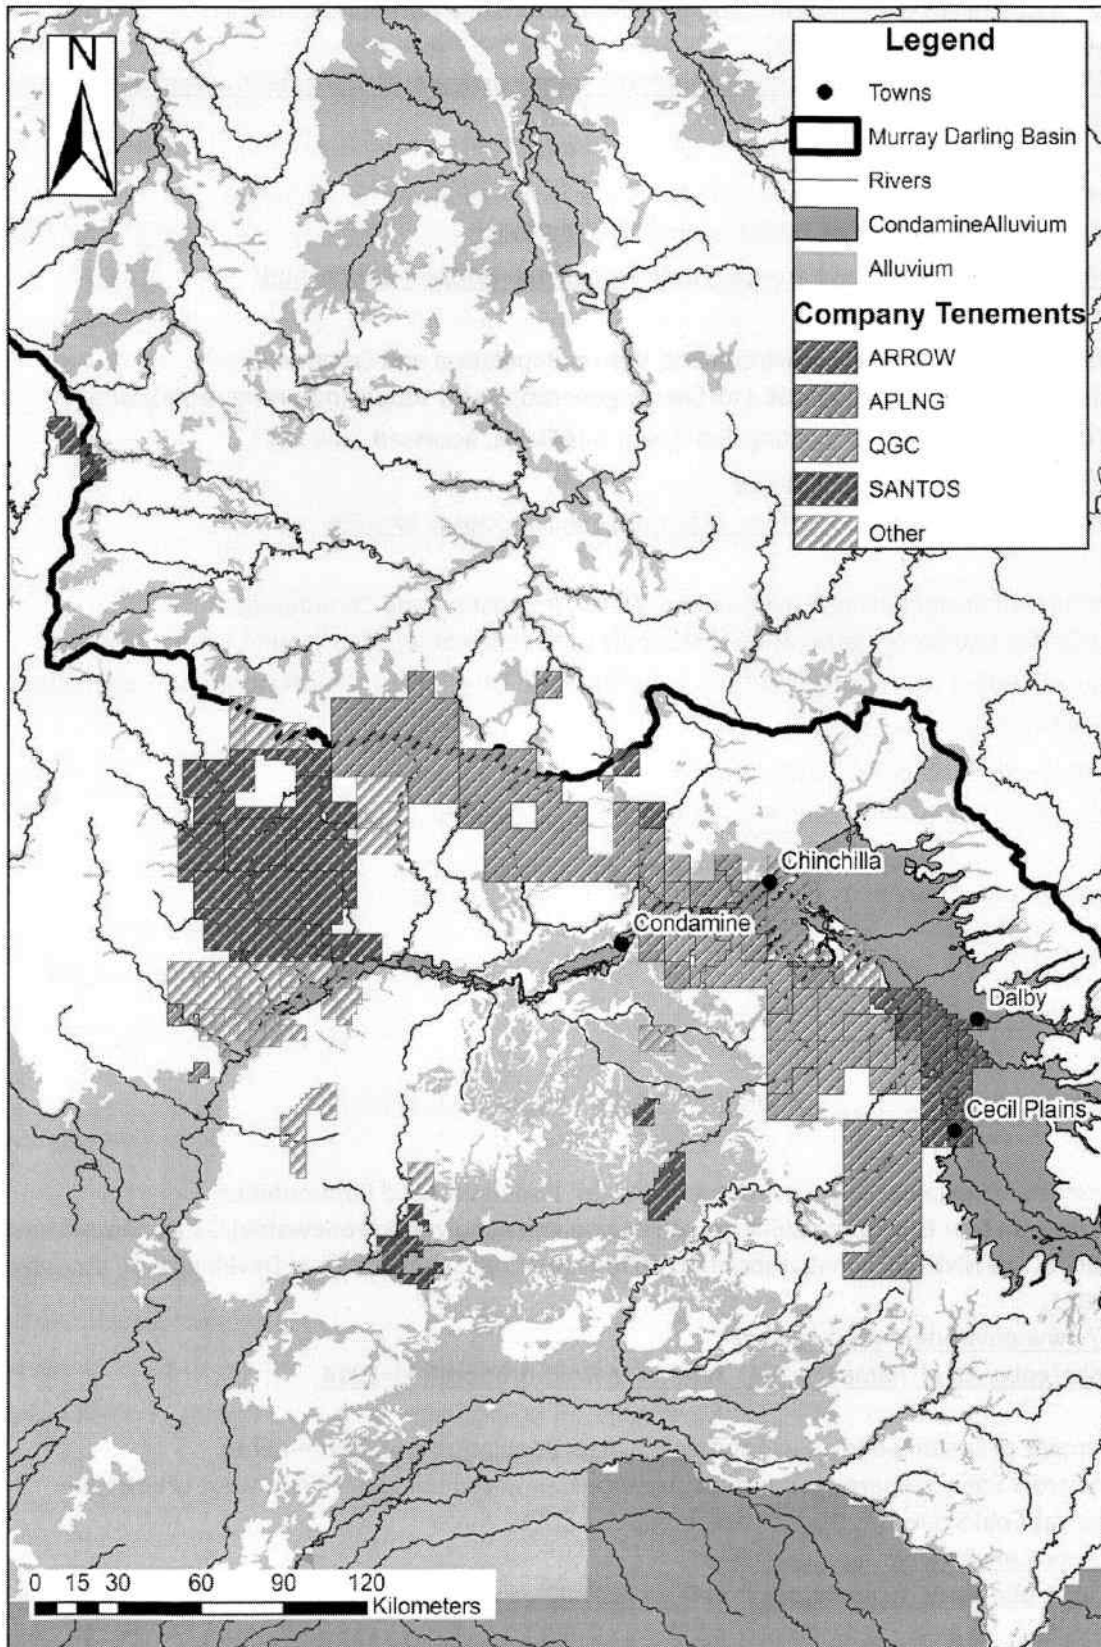 N
Legend
Towns
Murray Darling Basin
Rivers
CondamineAlluvium
Alluvium
Company Tenements
ARROW
APLNG
QGC
SANTOS
Other
Chinchilla
Condamine
Dalby
Cecil Plains
0 15 30 60 90 120
Kilometers